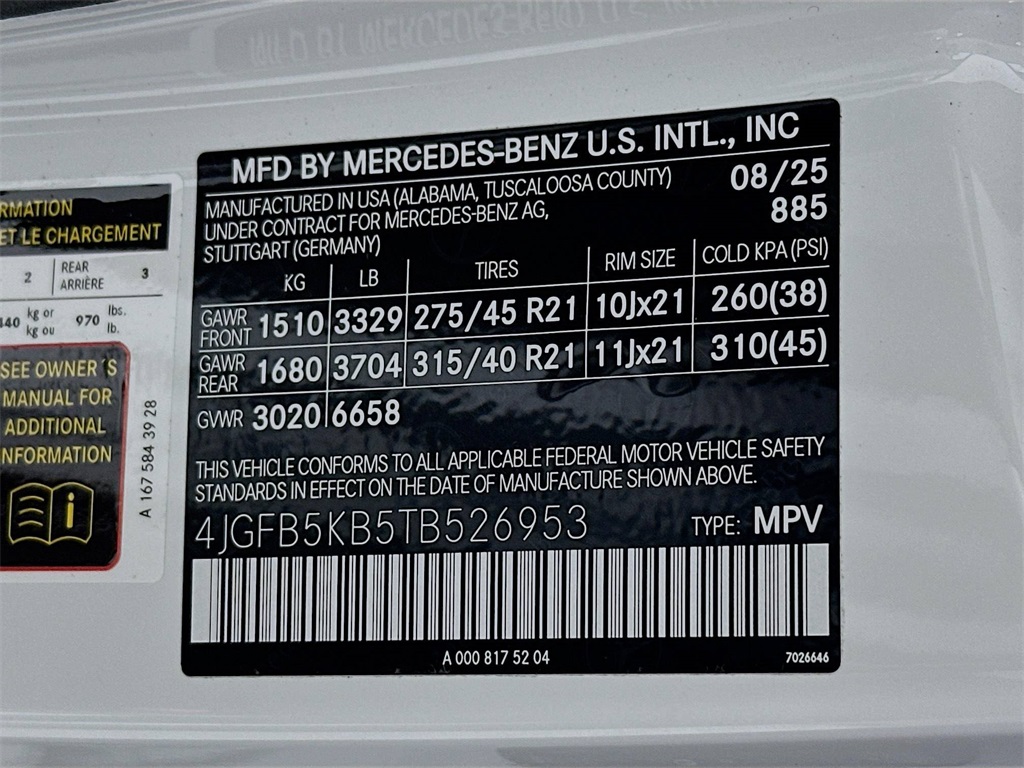 RMATION
ET LE CHARGEMENT
2 REAR ARRIÈRE 3
440 kg or kg ou 970 lbs. lb.
SEE OWNER'S
MANUAL FOR
ADDITIONAL
NFORMATION
A 167 584 39 28
MFD BY MERCEDES-BENZ U.S. INTL., INC
MANUFACTURED IN USA (ALABAMA, TUSCALOOSA COUNTY) 08/25
UNDER CONTRACT FOR MERCEDES-BENZ AG, 885
STUTTGART (GERMANY)
KG LB TIRES RIM SIZE COLD KPA (PSI)
GAWR FRONT 1510 3329 275/45 R21 10Jx21 260(38)
GAWR REAR 1680 3704 315/40 R21 11Jx21 310(45)
GVWR 3020 6658
THIS VEHICLE CONFORMS TO ALL APPLICABLE FEDERAL MOTOR VEHICLE SAFETY
STANDARDS IN EFFECT ON THE DATE OF MANUFACTURE SHOWN ABOVE.
4JGFB5KB5TB526953 TYPE: MPV
A 000 817 52 04 7026646